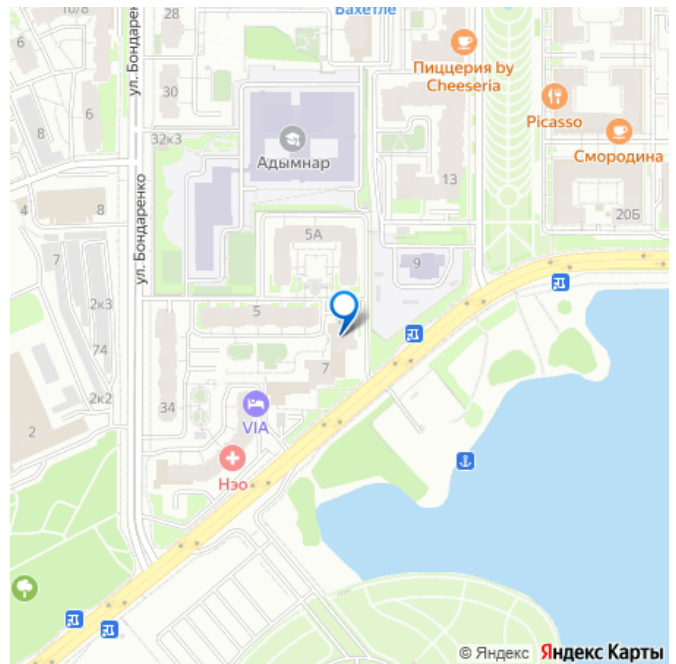 10/8
28
Бахетле
ул. Бондаренко
Пиццерия by
Cheeseria
30
6
Picasso
8
32к3
Адымнар
Смородина
13
ул. Бондаренко
4
8
20Б
5А
7
9
2к3
5
74
7
2к2
34
VIA
2
Нэо
© Яндекс Яндекс Карты